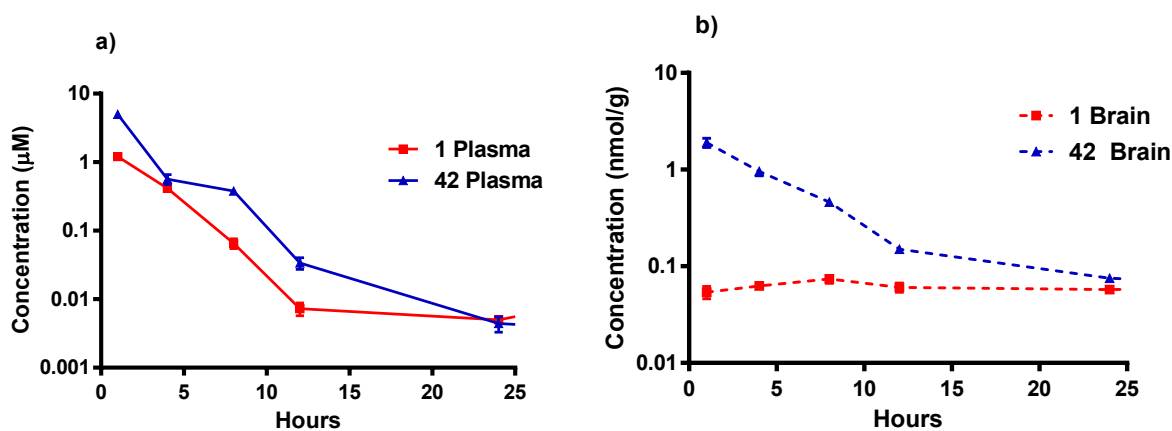 a)
Concentration (μM)
10
1
0.1
0.01
0.001
0
5
10
15
20
25
Hours
1 Plasma
42 Plasma
b)
Concentration (nmol/g)
10
1
0.1
0.01
0
5
10
15
20
25
Hours
1 Brain
42 Brain